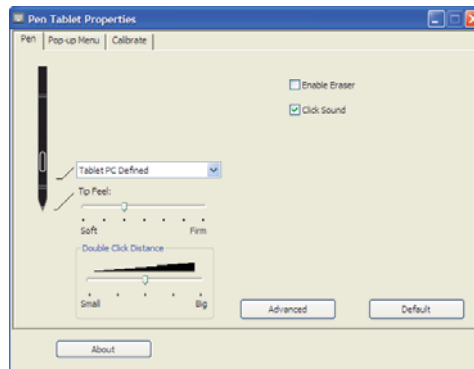 Pen Tablet Properties
Pen Pop-up Menu Calibrate
Enable Eraser
Click Sound
Tablet PC Defined
Tip Feel:
Soft Firm
Double Click Distance
Small Big
Advanced Default
About